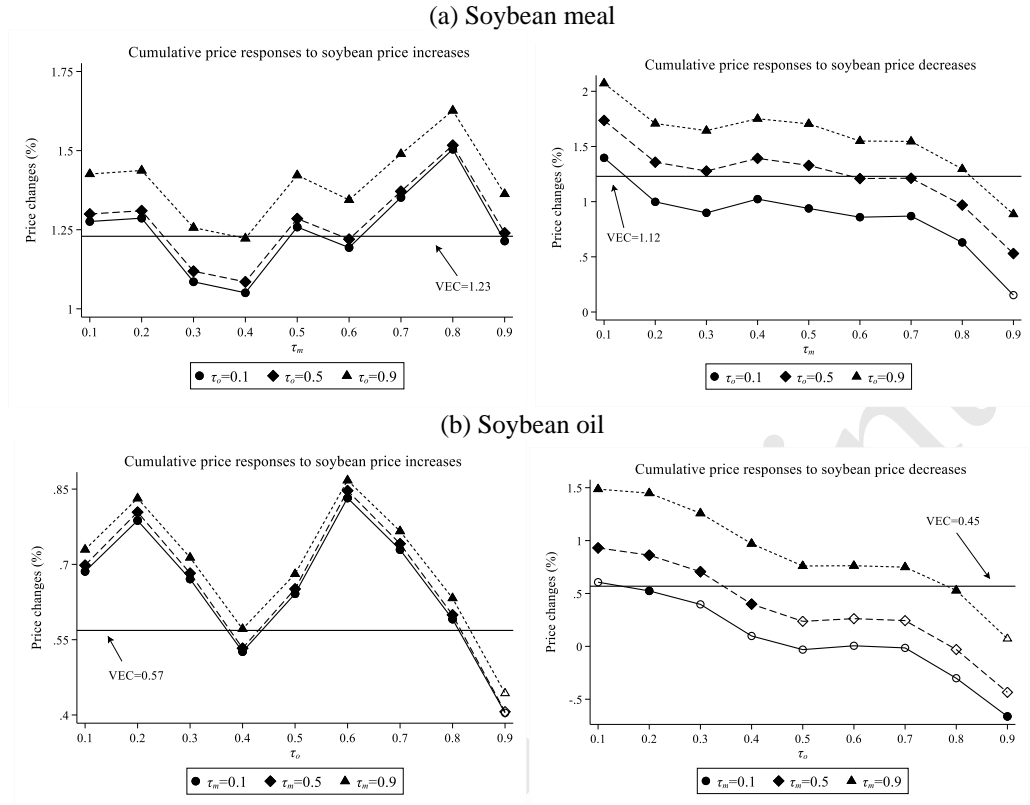 (a) Soybean meal
Cumulative price responses to soybean price increases
Price changes (%)
1.75
1.5
1.25
1
VEC=1.23
0.1 0.2 0.3 0.4 0.5 0.6 0.7 0.8 0.9
τm
τo=0.1 τo=0.5 τo=0.9
Cumulative price responses to soybean price decreases
Price changes (%)
2
1.5
1
.5
0
VEC=1.12
0.1 0.2 0.3 0.4 0.5 0.6 0.7 0.8 0.9
τm
τo=0.1 τo=0.5 τo=0.9
(b) Soybean oil
Cumulative price responses to soybean price increases
Price changes (%)
.85
.7
.55
.4
VEC=0.57
0.1 0.2 0.3 0.4 0.5 0.6 0.7 0.8 0.9
τo
τm=0.1 τm=0.5 τm=0.9
Cumulative price responses to soybean price decreases
Price changes (%)
1.5
1
.5
0
-.5
VEC=0.45
0.1 0.2 0.3 0.4 0.5 0.6 0.7 0.8 0.9
τo
τm=0.1 τm=0.5 τm=0.9